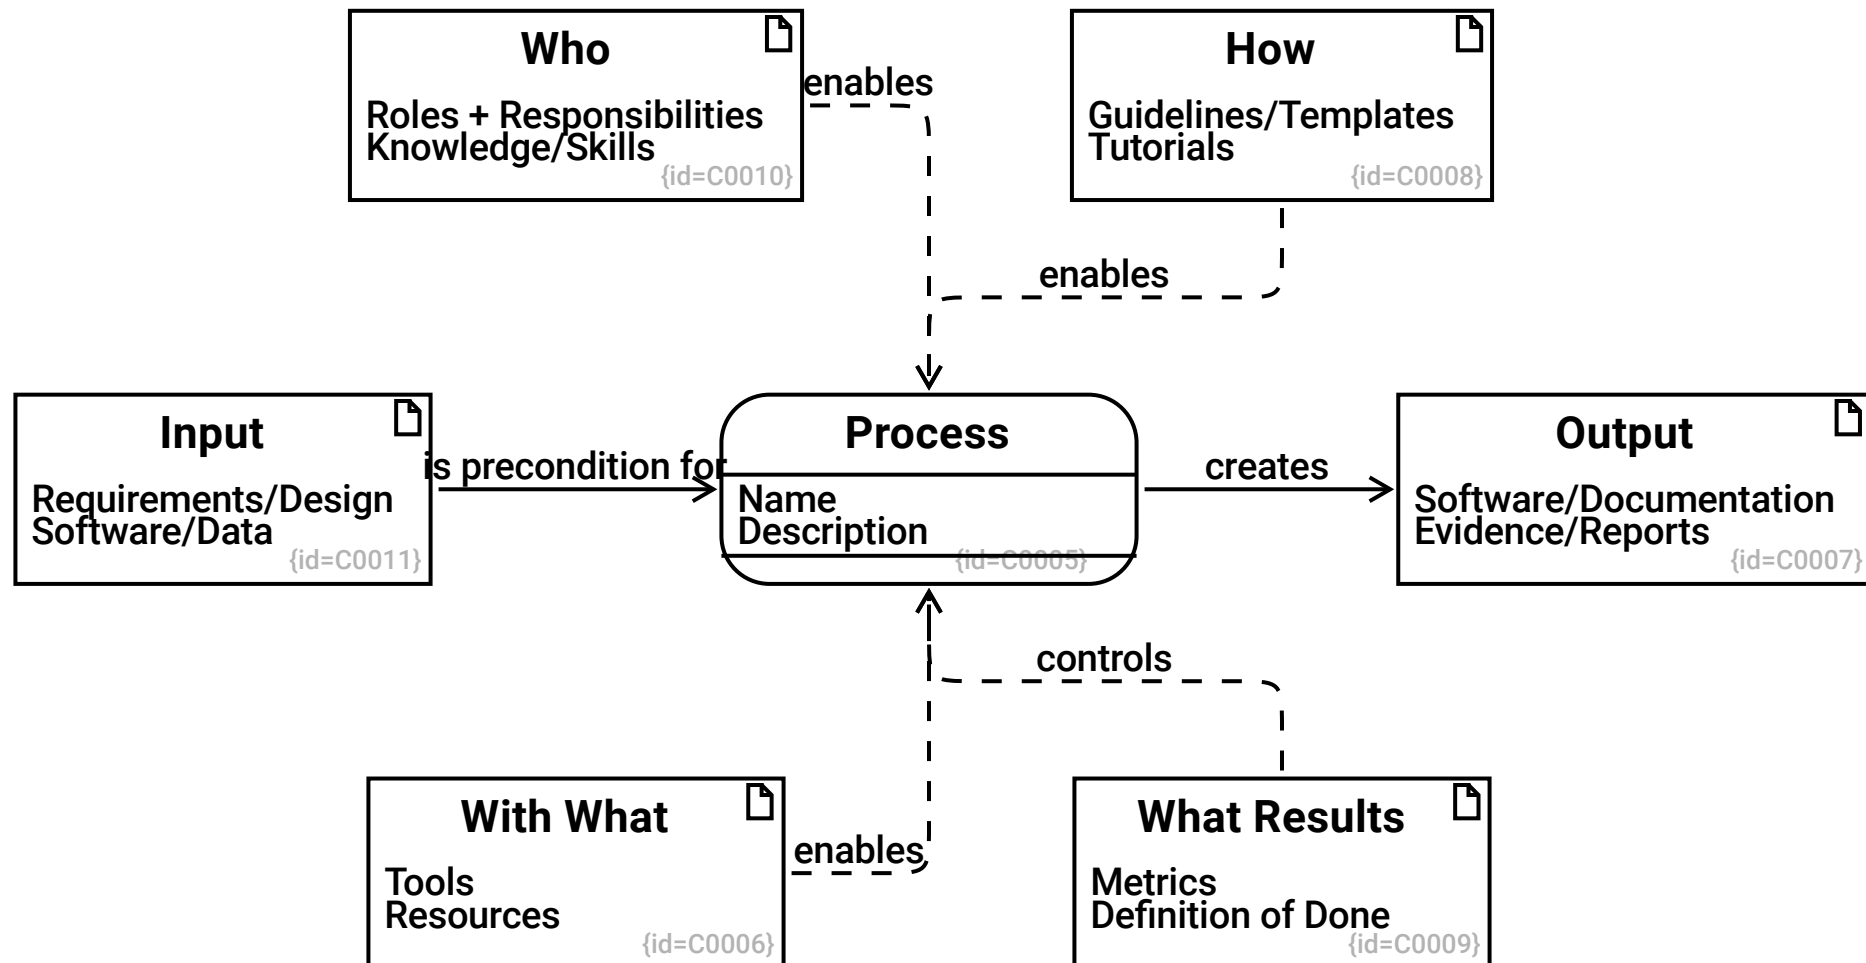 Who
Roles + Responsibilities
Knowledge/Skills
{id=C0010}
enables
How
Guidelines/Templates
Tutorials
{id=C0008}
enables
Input
Requirements/Design
Software/Data
{id=C0011}
is precondition for
Process
Name
Description
{id=C0005}
creates
Output
Software/Documentation
Evidence/Reports
{id=C0007}
controls
With What
Tools
Resources
{id=C0006}
enables
What Results
Metrics
Definition of Done
{id=C0009}